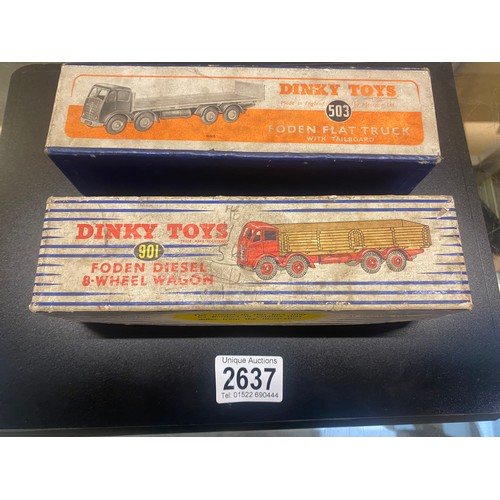 DINKY TOYS
503
FODEN FLAT TRUCK
WITH TAILBOARD
DINKY TOYS
901
FODEN DIESEL
8-WHEEL WAGON
Unique Auctions
2637
Tel: 01522 690444